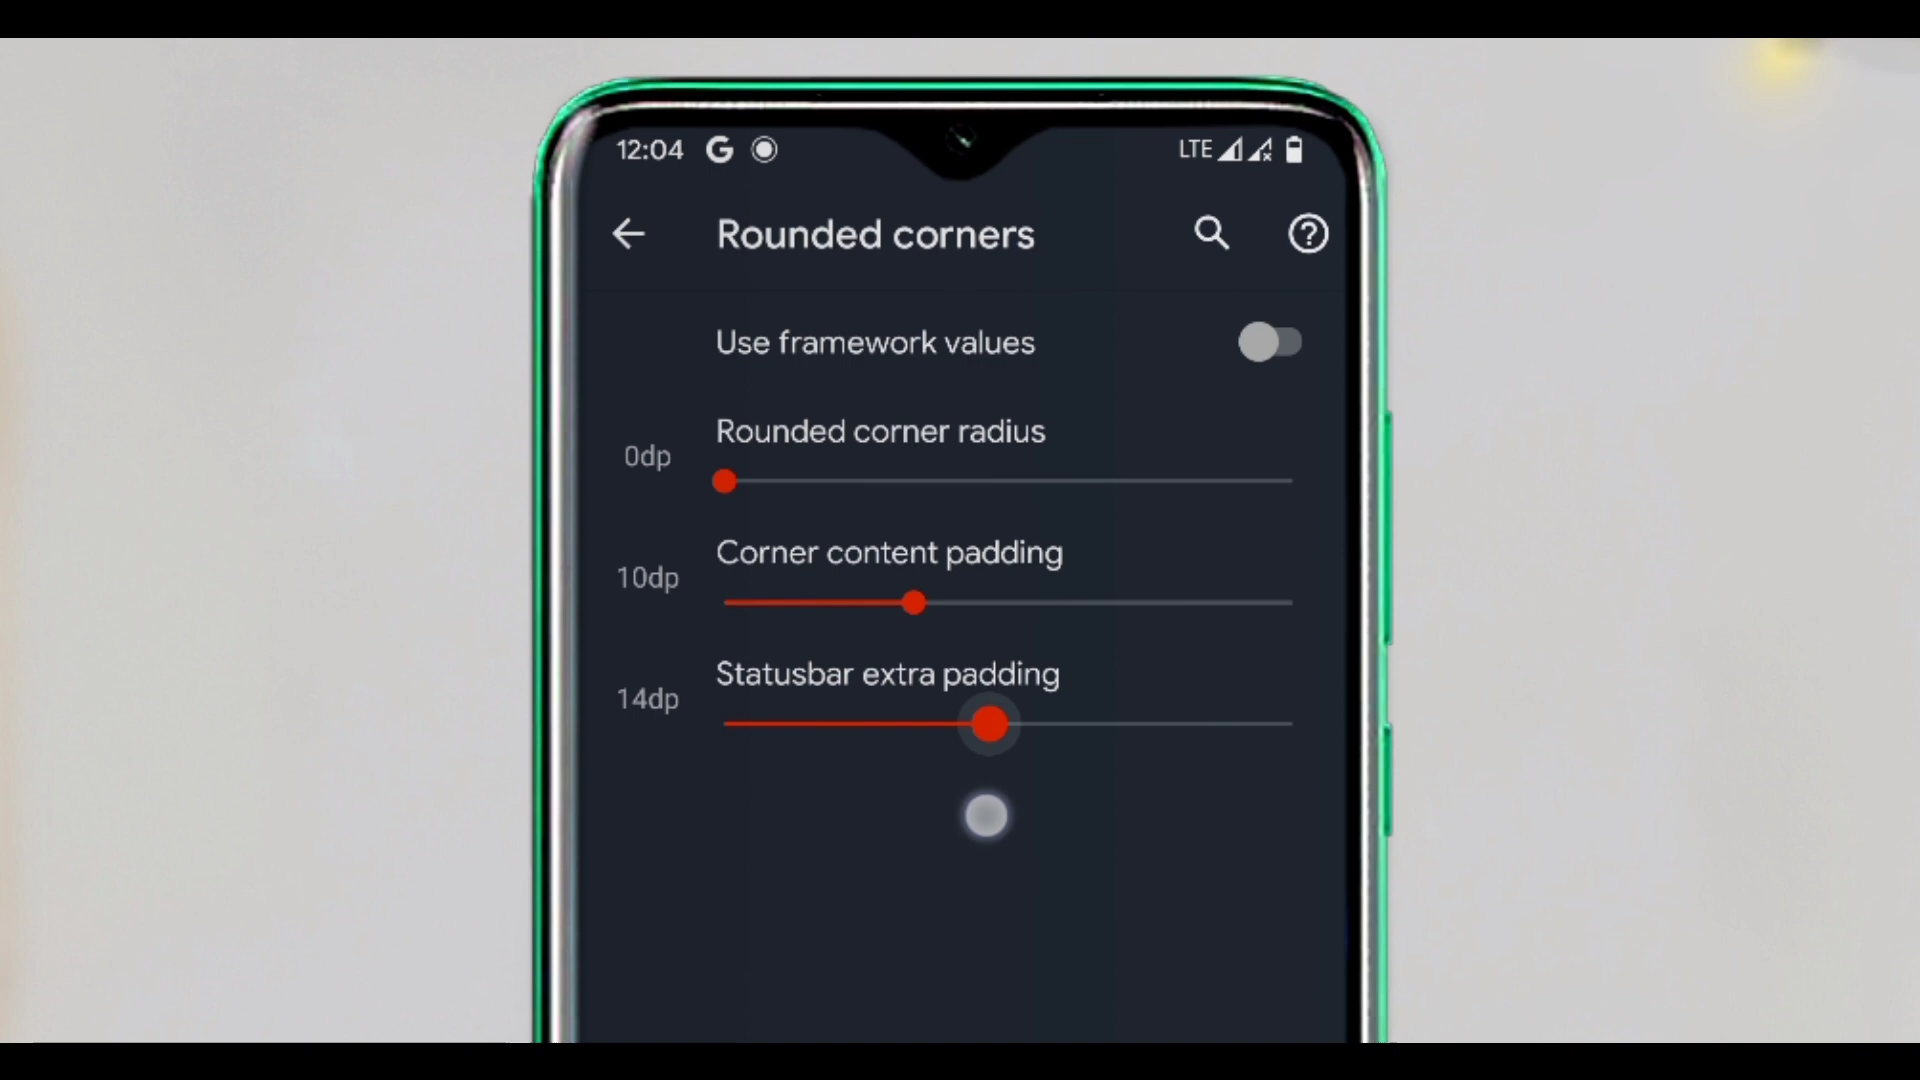 12:04 G LTE
Rounded corners
Use framework values
Rounded corner radius
0dp
Corner content padding
10dp
Statusbar extra padding
14dp